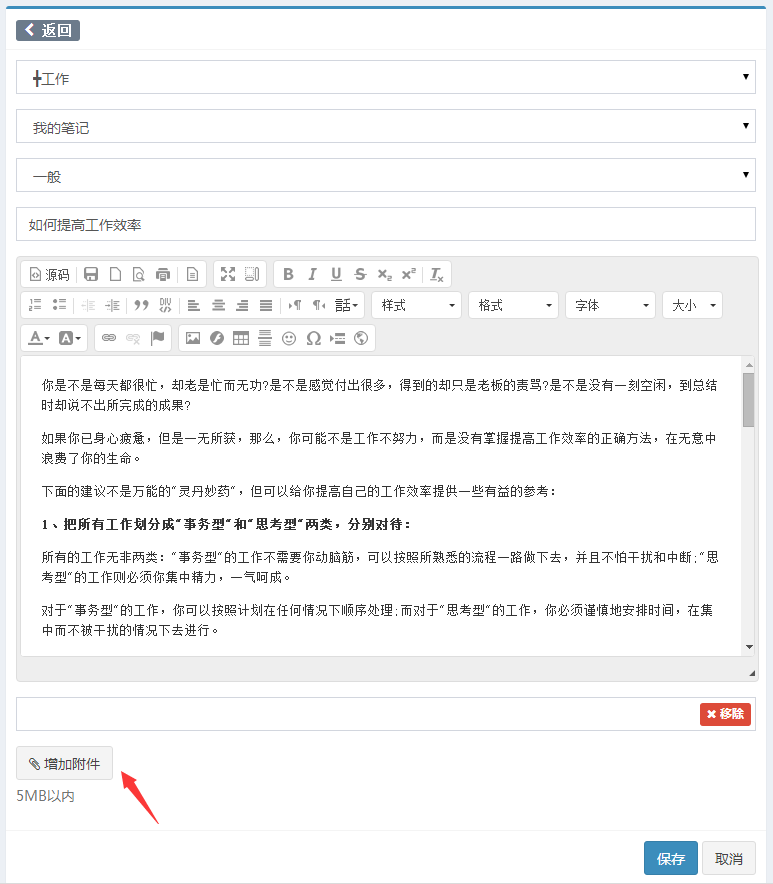 返回
工作
我的笔记
一般
如何提高工作效率
源码 B I U S x₂ x² Tx
DIV 話 样式 格式 字体 大小
A A Ω
你是不是每天都很忙，却老是忙而无功?是不是感觉付出很多，得到的却只是老板的责骂?是不是没有一刻空闲，到总结
时却说不出所完成的成果?
如果你已身心疲惫，但是一无所获，那么，你可能不是工作不努力，而是没有掌握提高工作效率的正确方法，在无意中
浪费了你的生命。
下面的建议不是万能的"灵丹妙药"，但可以给你提高自己的工作效率提供一些有益的参考：
1、把所有工作划分成"事务型"和"思考型"两类，分别对待：
所有的工作无非两类："事务型"的工作不需要你动脑筋，可以按照所熟悉的流程一路做下去，并且不怕干扰和中断;"思
考型"的工作则必须你集中精力，一气呵成。
对于"事务型"的工作，你可以按照计划在任何情况下顺序处理;而对于"思考型"的工作，你必须谨慎地安排时间，在集
中而不被干扰的情况下去进行。
移除
增加附件
5MB以内
保存 取消